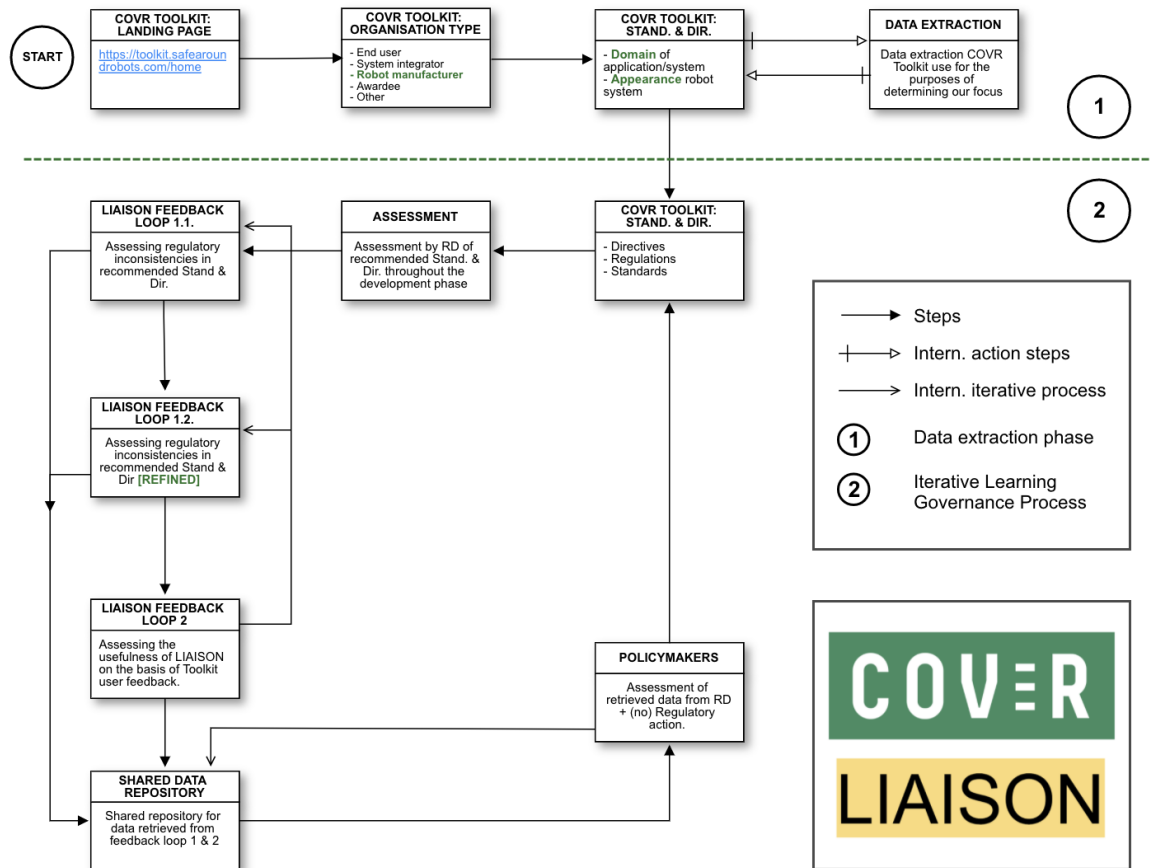 START
COVR TOOLKIT:
LANDING PAGE
https://toolkit.safearoun
drobots.com/home
COVR TOOLKIT:
ORGANISATION TYPE
- End user
- System integrator
- Robot manufacturer
- Awardee
- Other
COVR TOOLKIT:
STAND. & DIR.
- Domain of
application/system
- Appearance robot
system
DATA EXTRACTION
Data extraction COVR
Toolkit use for the
purposes of
determining our focus
1
2
LIAISON FEEDBACK
LOOP 1.1.
Assessing regulatory
inconsistencies in
recommended Stand &
Dir.
ASSESSMENT
Assessment by RD of
recommended Stand. &
Dir. throughout the
development phase
COVR TOOLKIT:
STAND. & DIR.
- Directives
- Regulations
- Standards
LIAISON FEEDBACK
LOOP 1.2.
Assessing regulatory
inconsistencies in
recommended Stand &
Dir [REFINED]
LIAISON FEEDBACK
LOOP 2
Assessing the
usefulness of LIAISON
on the basis of Toolkit
user feedback.
POLICYMAKERS
Assessment of
retrieved data from RD
+ (no) Regulatory
action.
SHARED DATA
REPOSITORY
Shared repository for
data retrieved from
feedback loop 1 & 2
Steps
Intern. action steps
Intern. iterative process
1 Data extraction phase
2 Iterative Learning
Governance Process
COVER
LIAISON